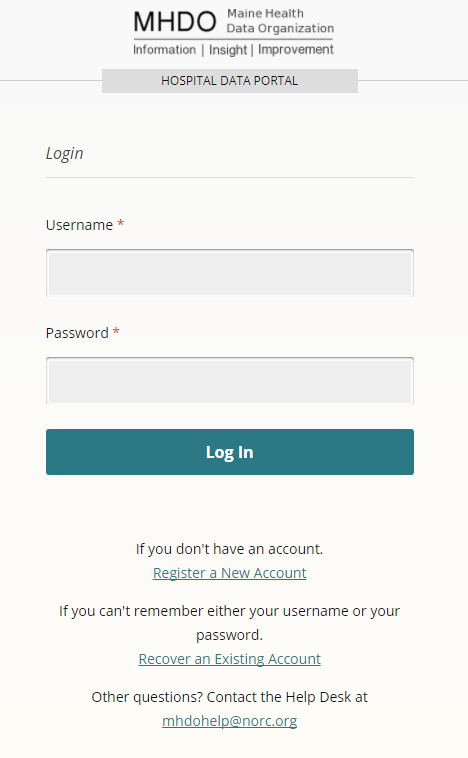 MHDO Maine Health
Data Organization
Information | Insight | Improvement
HOSPITAL DATA PORTAL
Login
Username *
Password *
Log In
If you don't have an account.
Register a New Account
If you can't remember either your username or your
password.
Recover an Existing Account
Other questions? Contact the Help Desk at
mhdohelp@norc.org